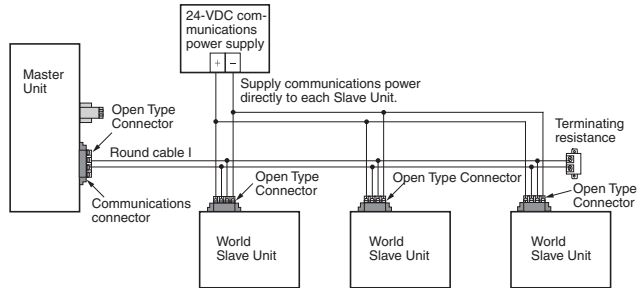 24-VDC com-
munications
power supply
+ −
Supply communications power
directly to each Slave Unit.
Master
Unit
Open Type
Connector
Round cable I
Communications
connector
Terminating
resistance
Open Type
Connector
Open Type Connector
Open Type
Connector
World
Slave Unit
World
Slave Unit
World
Slave Unit